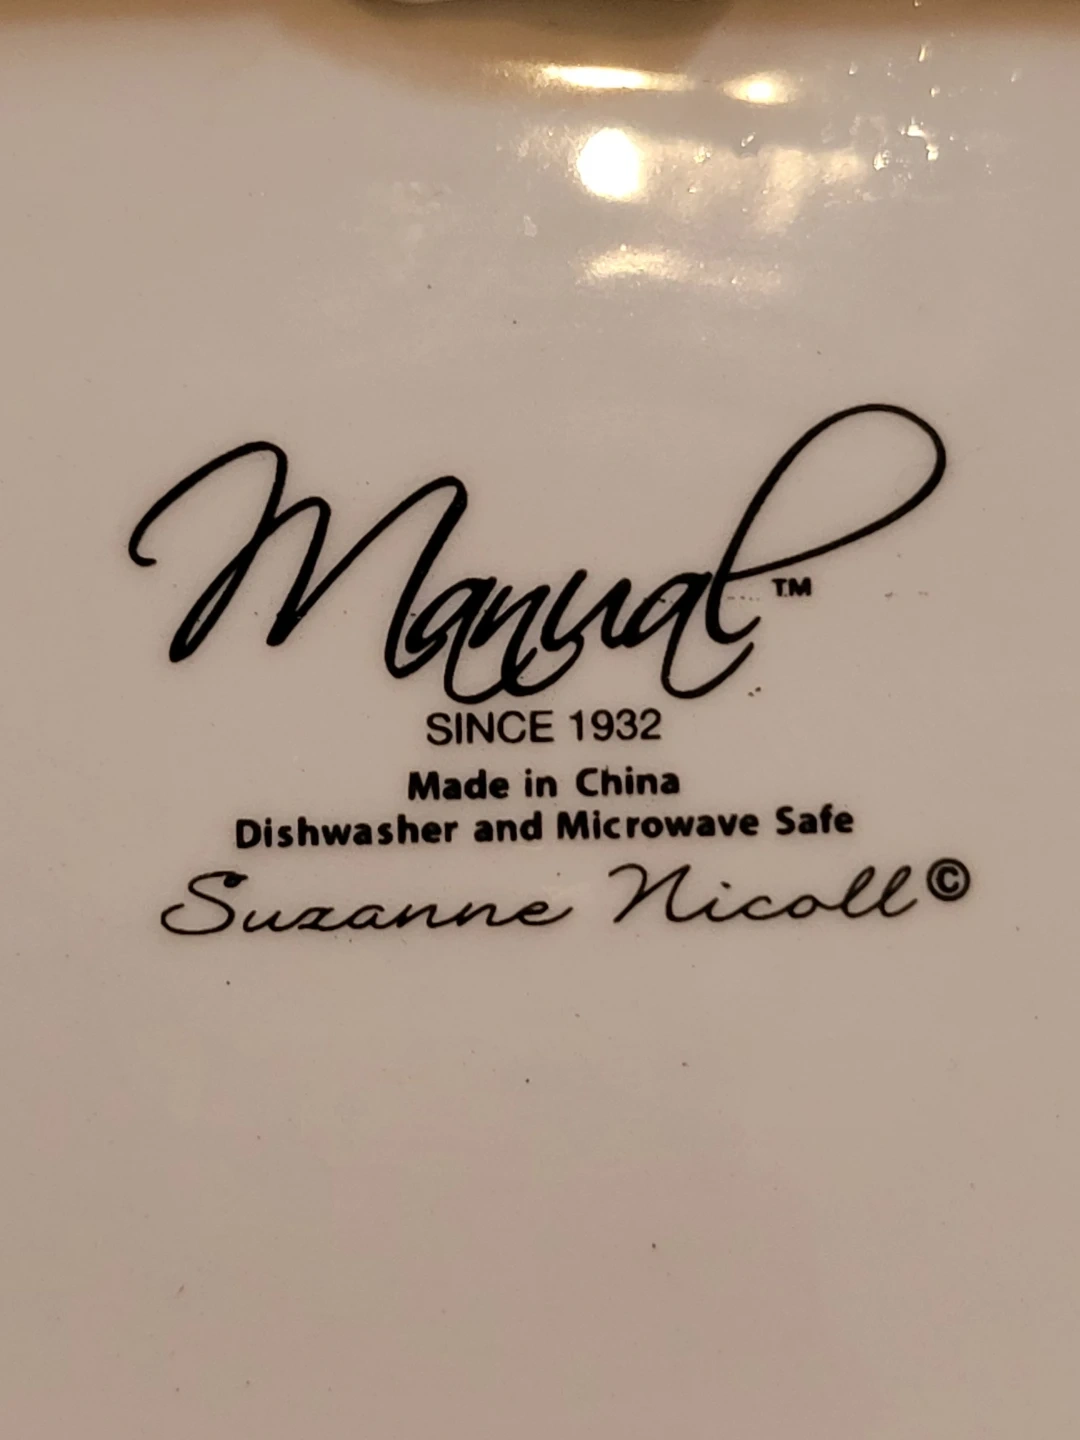 Manual™
SINCE 1932
Made in China
Dishwasher and Microwave Safe
Suzanne Nicoll©